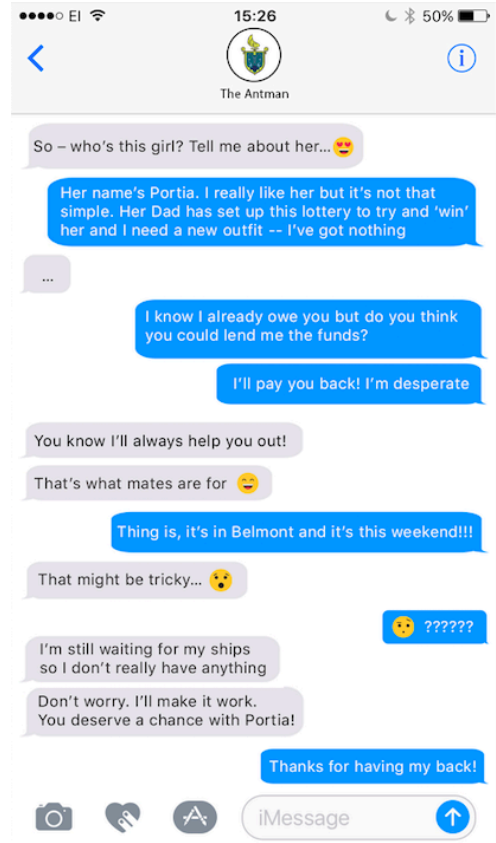 ●●●●○ EI 15:26 50%
The Antman
So – who's this girl? Tell me about her...😍
Her name's Portia. I really like her but it's not that
simple. Her Dad has set up this lottery to try and 'win'
her and I need a new outfit -- I've got nothing
...
I know I already owe you but do you think
you could lend me the funds?
I'll pay you back! I'm desperate
You know I'll always help you out!
That's what mates are for 😄
Thing is, it's in Belmont and it's this weekend!!!
That might be tricky... 😯
🤨 ??????
I'm still waiting for my ships
so I don't really have anything
Don't worry. I'll make it work.
You deserve a chance with Portia!
Thanks for having my back!
iMessage